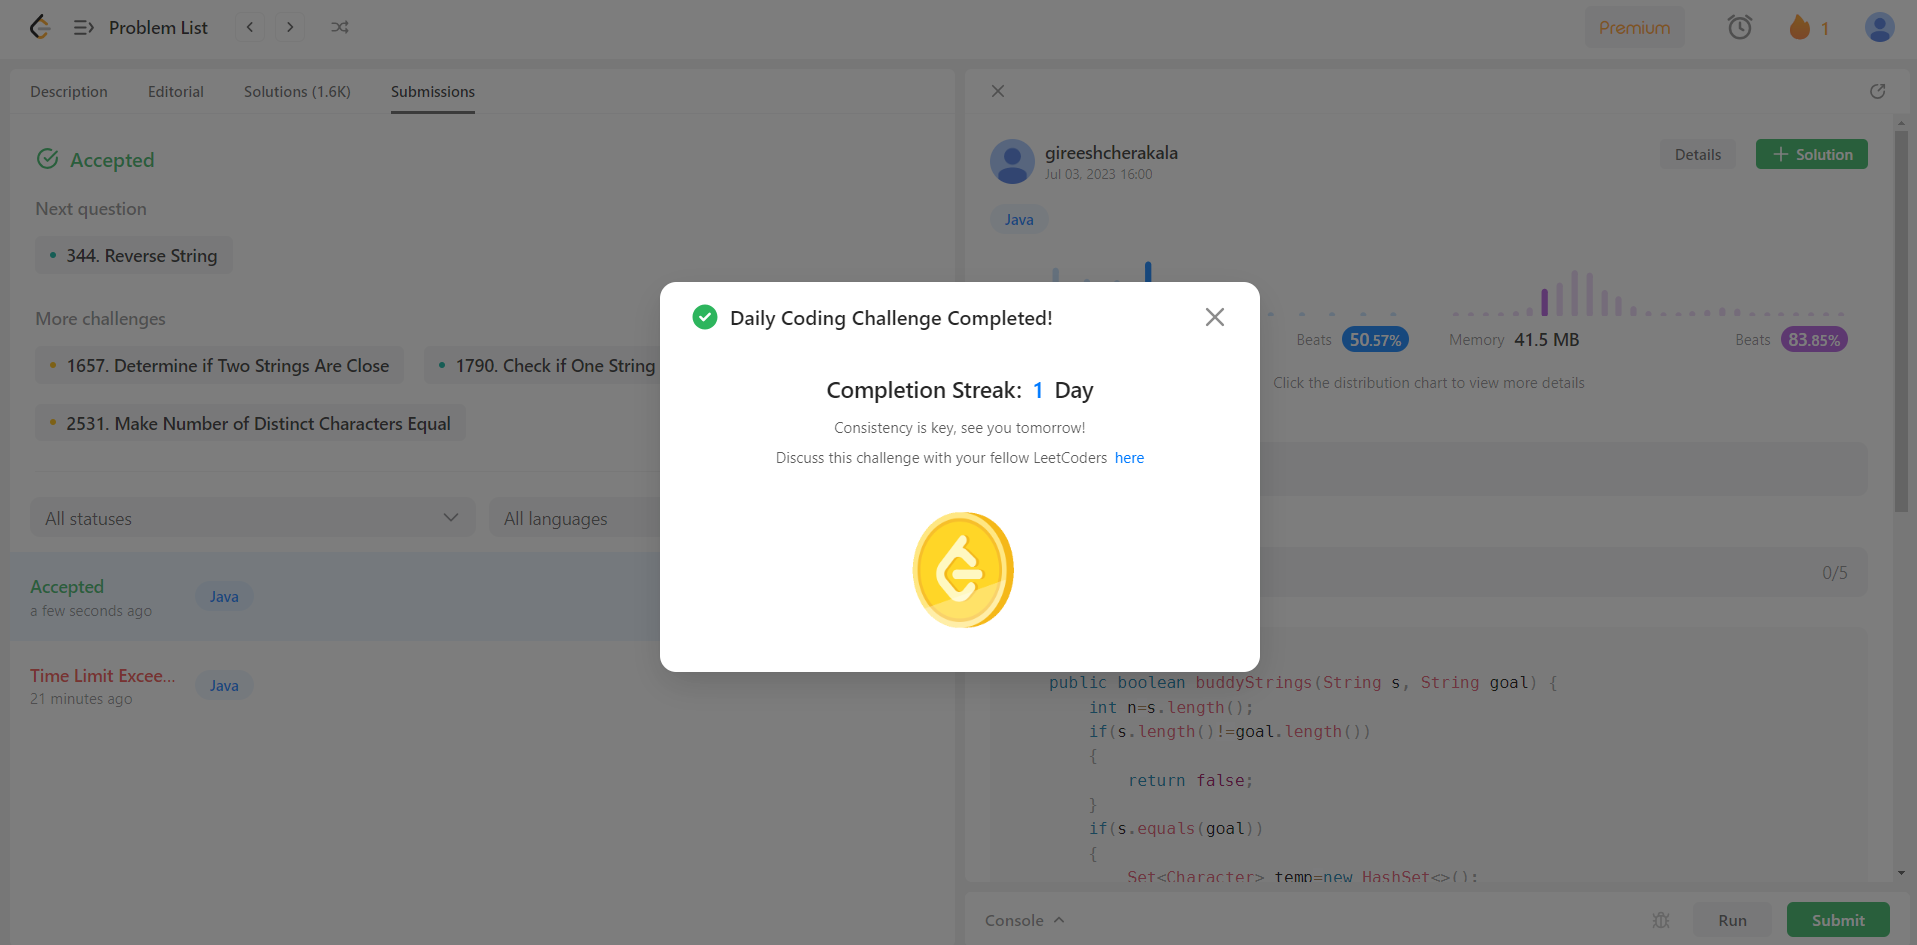 Problem List
Premium
1
Description Editorial Solutions (1.6K) Submissions
Accepted
Next question
344. Reverse String
More challenges
1657. Determine if Two Strings Are Close
1790. Check if One String
2531. Make Number of Distinct Characters Equal
All statuses
All languages
Accepted
a few seconds ago
Java
Time Limit Excee...
21 minutes ago
Java
gireeshcherakala
Jul 03, 2023 16:00
Details
Solution
Java
Beats 50.57%
Memory 41.5 MB
Beats 83.85%
Click the distribution chart to view more details
0/5
Daily Coding Challenge Completed!
Completion Streak: 1 Day
Consistency is key, see you tomorrow!
Discuss this challenge with your fellow LeetCoders here
public boolean buddyStrings(String s, String goal) {
int n=s.length();
if(s.length()!=goal.length())
{
return false;
}
if(s.equals(goal))
{
Set<Character> temp=new HashSet<>();
Console
Run
Submit